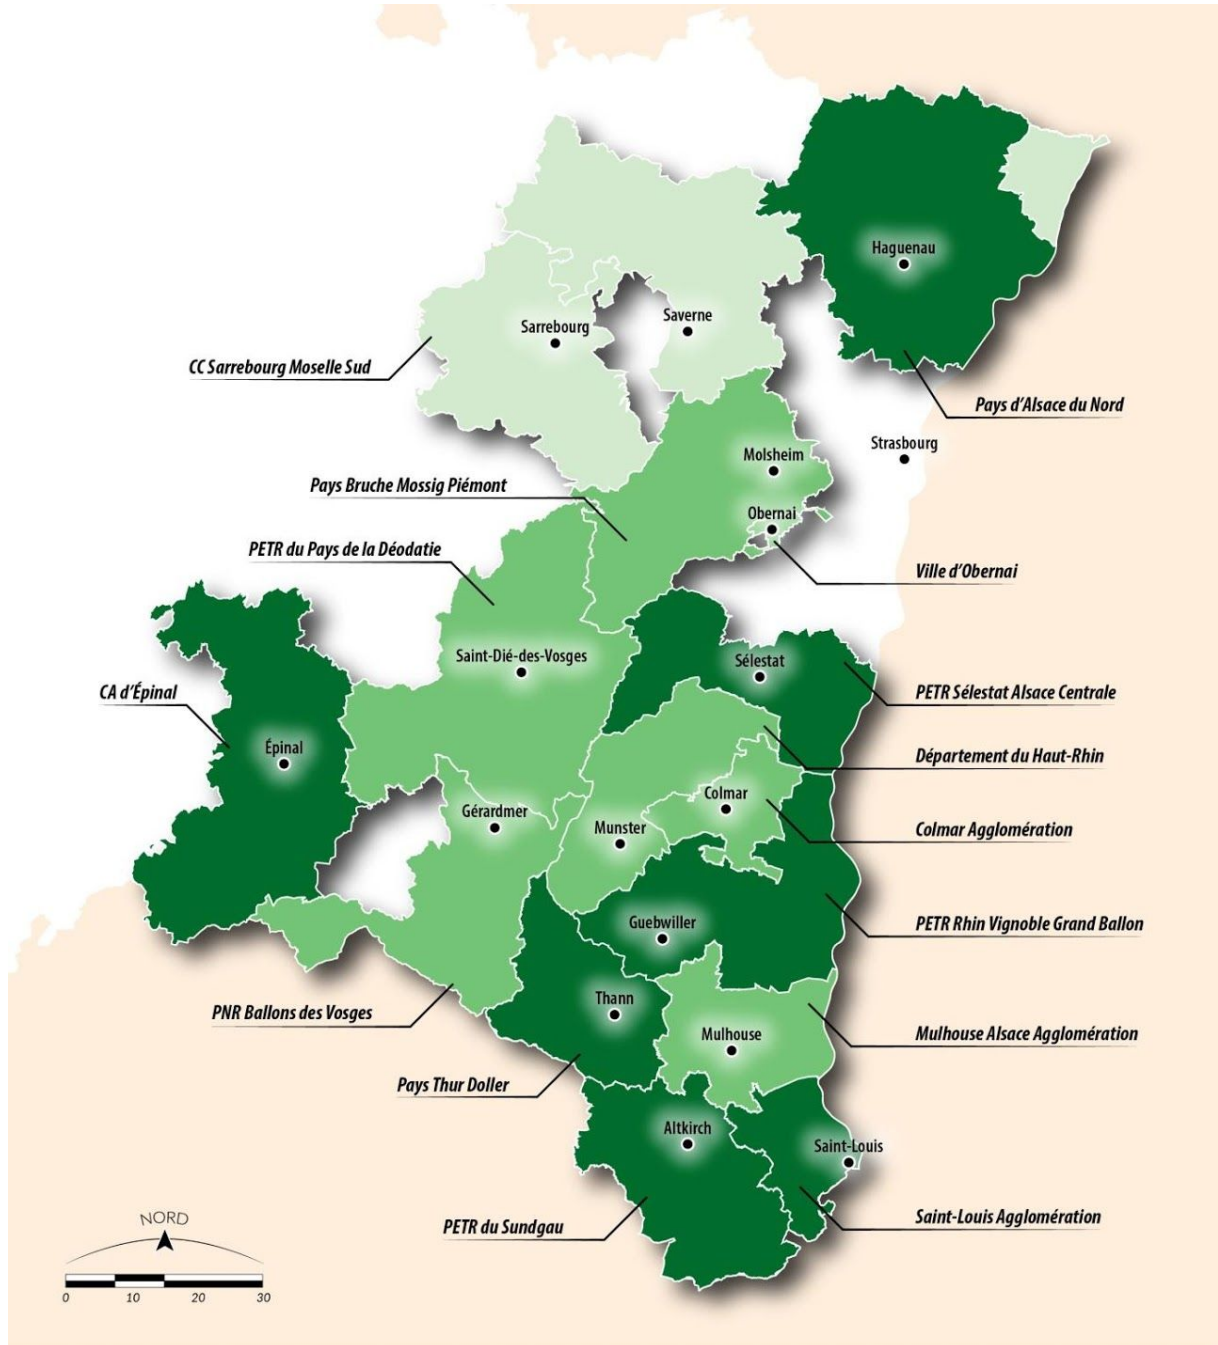 Haguenau
Sarrebourg
Saverne
CC Sarrebourg Moselle Sud
Pays d'Alsace du Nord
Strasbourg
Molsheim
Pays Bruche Mossig Piémont
Obernai
PETR du Pays de la Déodatie
Ville d'Obernai
Saint-Dié-des-Vosges
Sélestat
CA d'Épinal
PETR Sélestat Alsace Centrale
Épinal
Département du Haut-Rhin
Colmar
Gérardmer
Munster
Colmar Agglomération
Guebwiller
PETR Rhin Vignoble Grand Ballon
Thann
PNR Ballons des Vosges
Mulhouse
Mulhouse Alsace Agglomération
Pays Thur Doller
Altkirch
Saint-Louis
PETR du Sundgau
Saint-Louis Agglomération
NORD
0 10 20 30